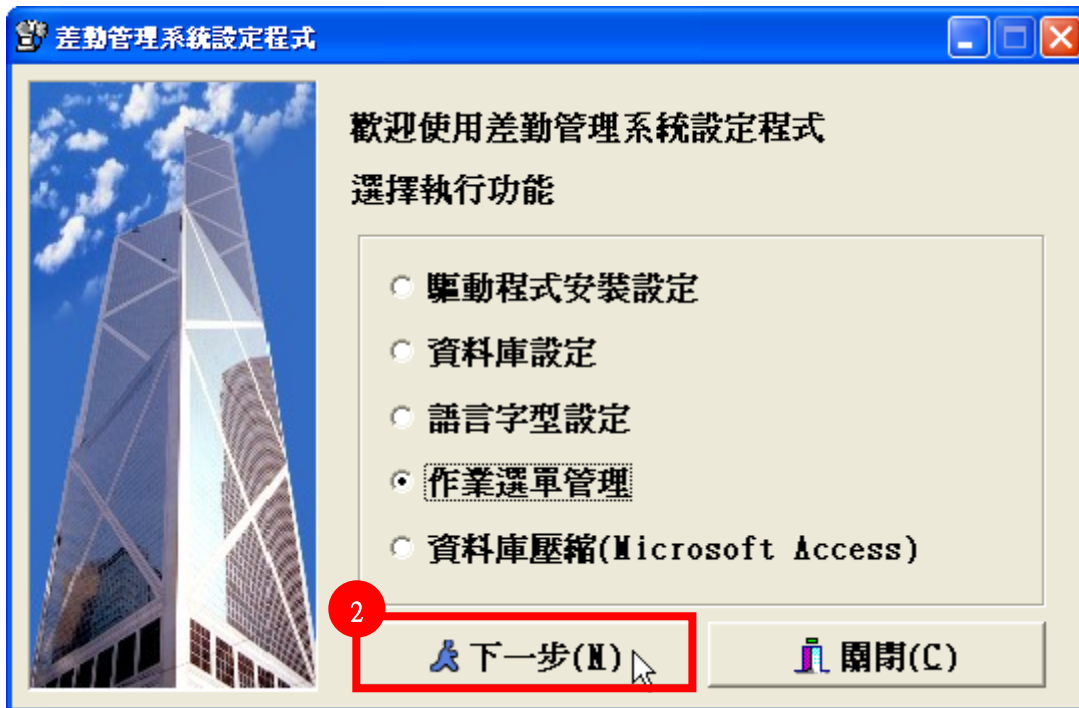 差勤管理系統設定程式
歡迎使用差勤管理系統設定程式
選擇執行功能
驅動程式安裝設定
資料庫設定
語言字型設定
作業選單管理
資料庫壓縮(Microsoft Access)
2
下一步(N)
關閉(C)